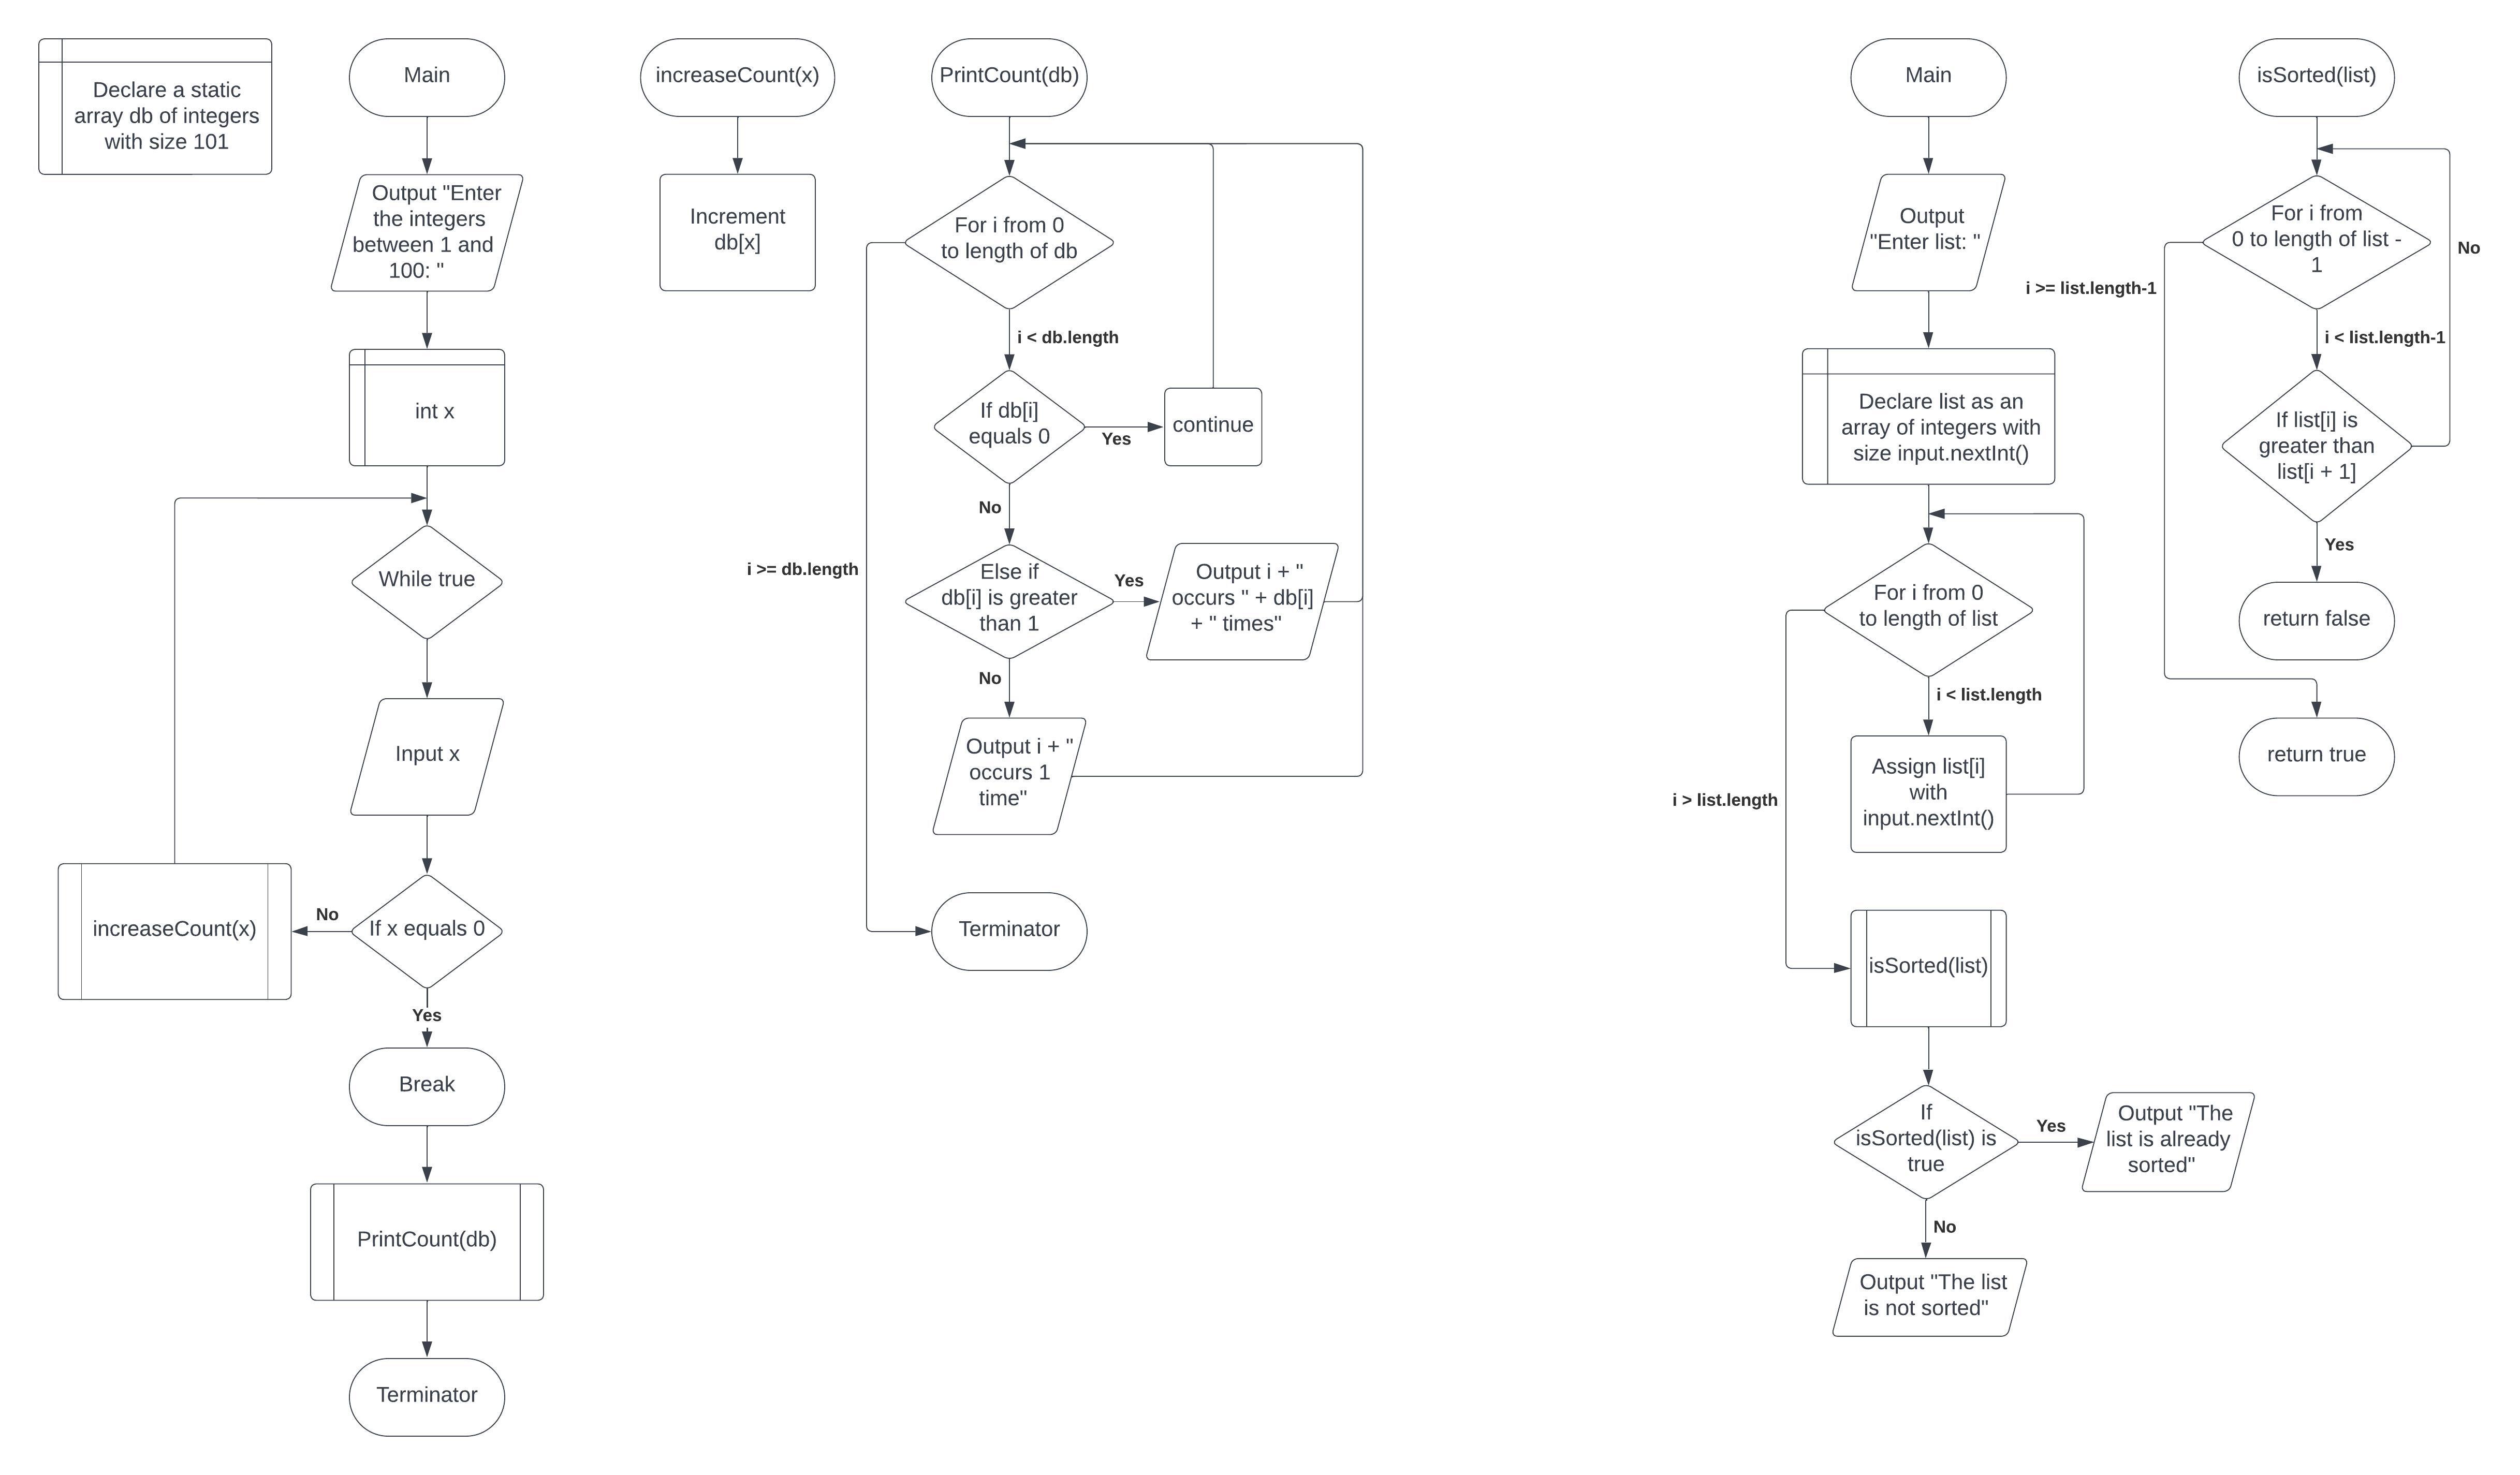 Declare a static
array db of integers
with size 101
Main
Output "Enter
the integers
between 1 and
100: "
int x
While true
Input x
If x equals 0
No
increaseCount(x)
Yes
Break
PrintCount(db)
Terminator
increaseCount(x)
Increment
db[x]
PrintCount(db)
For i from 0
to length of db
i < db.length
If db[i]
equals 0
Yes
continue
No
Else if
db[i] is greater
than 1
Yes
Output i + "
occurs " + db[i]
+ " times"
i >= db.length
No
Output i + "
occurs 1
time"
Terminator
Main
Output
"Enter list: "
Declare list as an
array of integers with
size input.nextInt()
For i from 0
to length of list
i < list.length
Assign list[i]
with
input.nextInt()
i > list.length
isSorted(list)
If
isSorted(list) is
true
Yes
Output "The
list is already
sorted"
No
Output "The list
is not sorted"
isSorted(list)
For i from
0 to length of list -
1
No
i >= list.length-1
i < list.length-1
If list[i] is
greater than
list[i + 1]
Yes
return false
return true